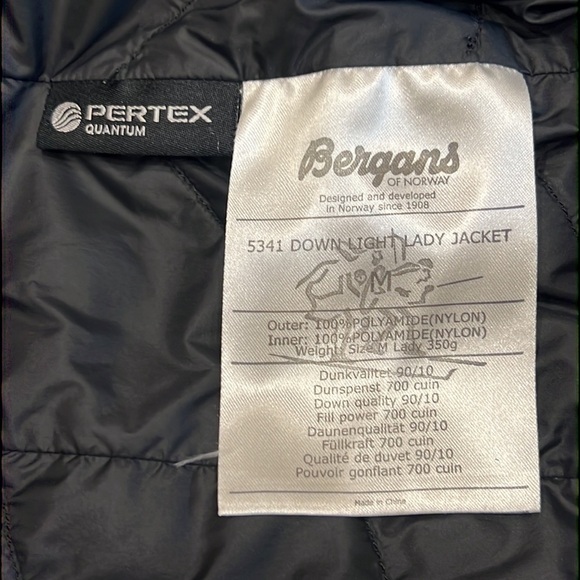 PERTEX
QUANTUM
Bergans
OF NORWAY
Designed and developed
in Norway since 1908
5341 DOWN LIGHT LADY JACKET
M
Outer: 100%POLYAMIDE(NYLON)
Inner: 100%POLYAMIDE(NYLON)
Weight: Size M Lady 350g
Dunkvalitet 90/10
Dunspenst 700 cuin
Down quality 90/10
Fill power 700 cuin
Daunenqualität 90/10
Füllkraft 700 cuin
Qualité de duvet 90/10
Pouvoir gonflant 700 cuin
Made in China